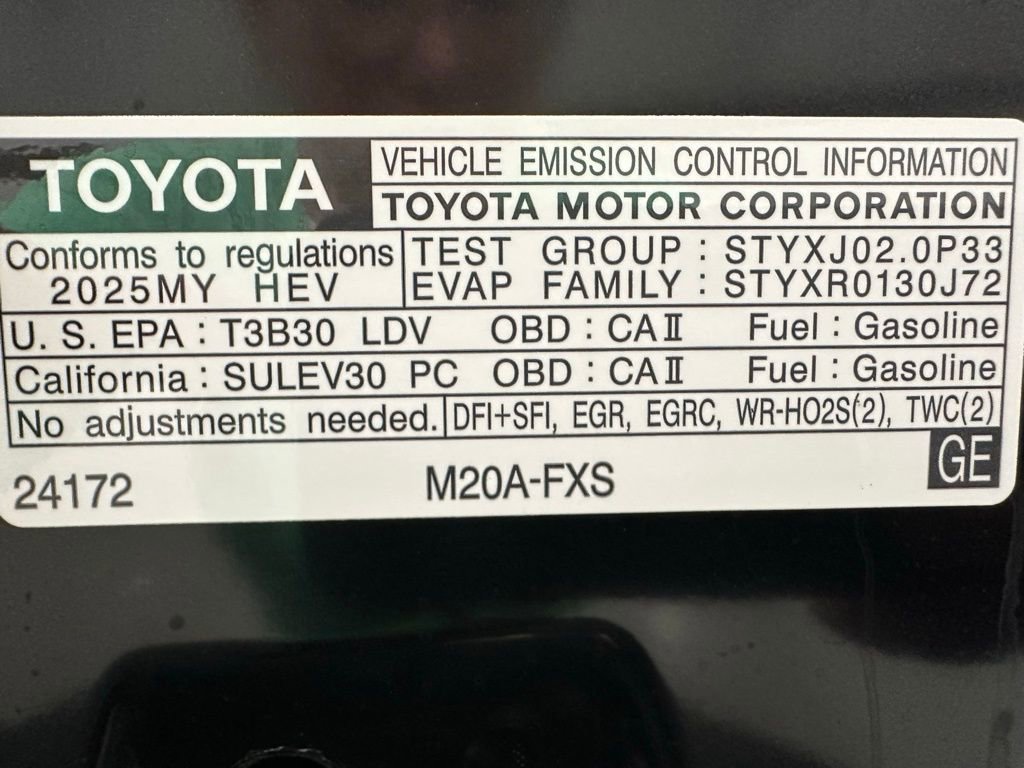 TOYOTA
VEHICLE EMISSION CONTROL INFORMATION
TOYOTA MOTOR CORPORATION
Conforms to regulations
2025MY HEV
TEST GROUP : STYXJ02.0P33
EVAP FAMILY : STYXR0130J72
U. S. EPA : T3B30 LDV OBD : CAⅡ Fuel : Gasoline
California : SULEV30 PC OBD : CAⅡ Fuel : Gasoline
No adjustments needed. DFI+SFI, EGR, EGRC, WR-HO2S(2), TWC(2)
GE
24172 M20A-FXS